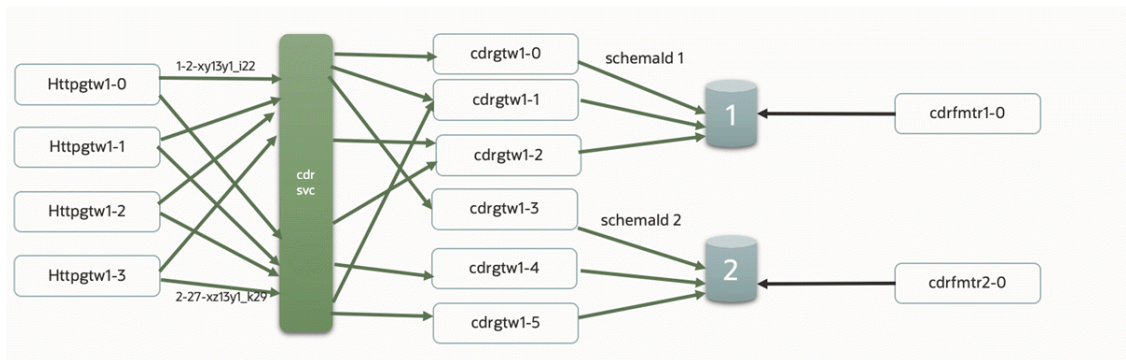 Httpgtw1-0
Httpgtw1-1
Httpgtw1-2
Httpgtw1-3
1-2-xy13y1_i22
2-27-xz13y1_k29
cdr
svc
cdrgtw1-0
cdrgtw1-1
cdrgtw1-2
cdrgtw1-3
cdrgtw1-4
cdrgtw1-5
schemaId 1
schemaId 2
1
2
cdrfmtr1-0
cdrfmtr2-0